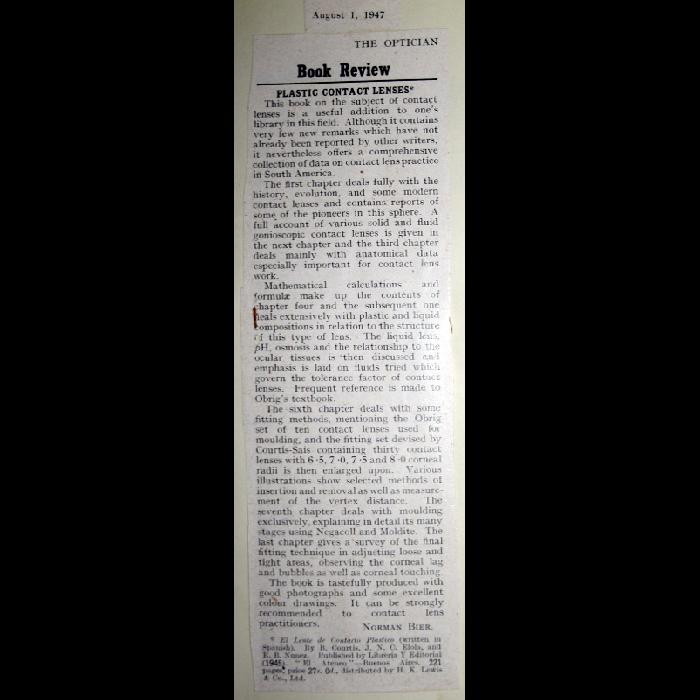 August 1, 1947
THE OPTICIAN
Book Review
PLASTIC CONTACT LENSES*
This book on the subject of contact
lenses is a useful addition to one's
library in this field. Although it contains
very few new remarks which have not
already been reported by other writers,
it nevertheless offers a comprehensive
collection of data on contact lens practice
in South America.
The first chapter deals fully with the
history, evolution, and some modern
contact lenses and contains reports of
some of the pioneers in this sphere. A
full account of various solid and fluid
gonioscopic contact lenses is given in
the next chapter and the third chapter
deals mainly with anatomical data
especially important for contact lens
work.
Mathematical calculations and
formulæ make up the contents of
chapter four and the subsequent one
deals extensively with plastic and liquid
compositions in relation to the structure
of this type of lens. The liquid lens,
pH, osmosis and the relationship to the
ocular tissues is then discussed and
emphasis is laid on fluids tried which
govern the tolerance factor of contact
lenses. Frequent reference is made to
Obrig's textbook.
The sixth chapter deals with some
fitting methods, mentioning the Obrig
set of ten contact lenses used for
moulding, and the fitting set devised by
Courtis-Sais containing thirty contact
lenses with 6·5, 7·0, 7·5 and 8·0 corneal
radii is then enlarged upon. Various
illustrations show selected methods of
insertion and removal as well as measure-
ment of the vertex distance. The
seventh chapter deals with moulding
exclusively, explaining in detail its many
stages using Negacoll and Moldite. The
last chapter gives a survey of the final
fitting technique in adjusting loose and
tight areas, observing the corneal lag
and bubbles as well as corneal touching.
The book is tastefully produced with
good photographs and some excellent
colour drawings. It can be strongly
recommended to contact lens
practitioners. NORMAN BIER.
* El Lente de Contacto Plastico (written in
Spanish). By B. Courtis, J. N. C. and
E. B. Nunez. Published by Libreria Y Editorial
(1945), "El Ateneo"—Buenos Aires. 221
pages, price 27s. 6d., distributed by H. K. Lewis
& Co., Ltd.